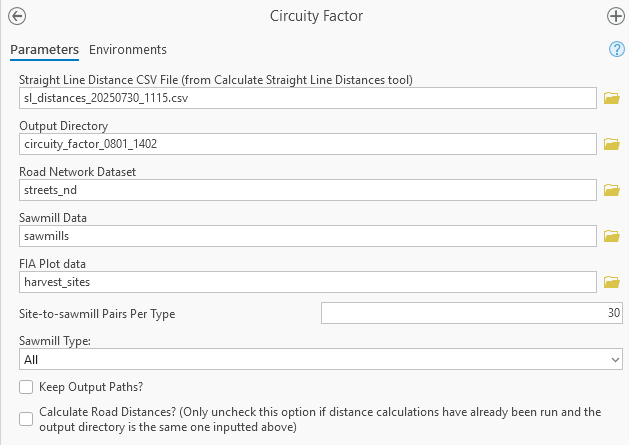 Circuity Factor
Parameters Environments
?
Straight Line Distance CSV File (from Calculate Straight Line Distances tool)
sl_distances_20250730_1115.csv
Output Directory
circuity_factor_0801_1402
Road Network Dataset
streets_nd
Sawmill Data
sawmills
FIA Plot data
harvest_sites
Site-to-sawmill Pairs Per Type 30
Sawmill Type:
All
Keep Output Paths?
Calculate Road Distances? (Only uncheck this option if distance calculations have already been run and the
output directory is the same one inputted above)